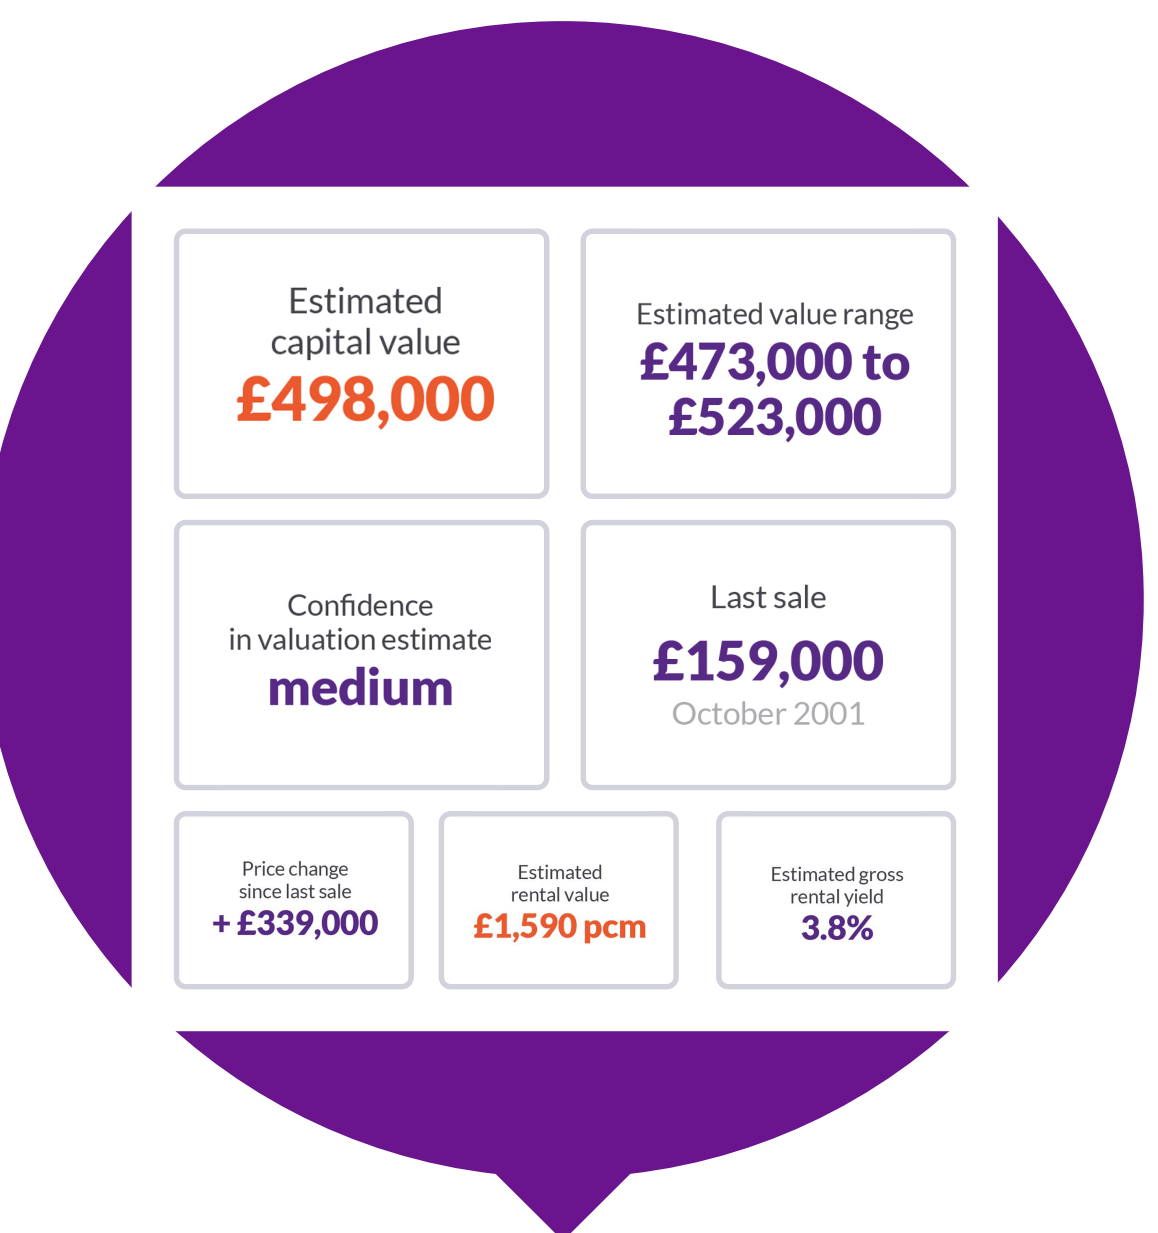 Estimated
capital value
£498,000
Estimated value range
£473,000 to
£523,000
Confidence
in valuation estimate
medium
Last sale
£159,000
October 2001
Price change
since last sale
+ £339,000
Estimated
rental value
£1,590 pcm
Estimated gross
rental yield
3.8%